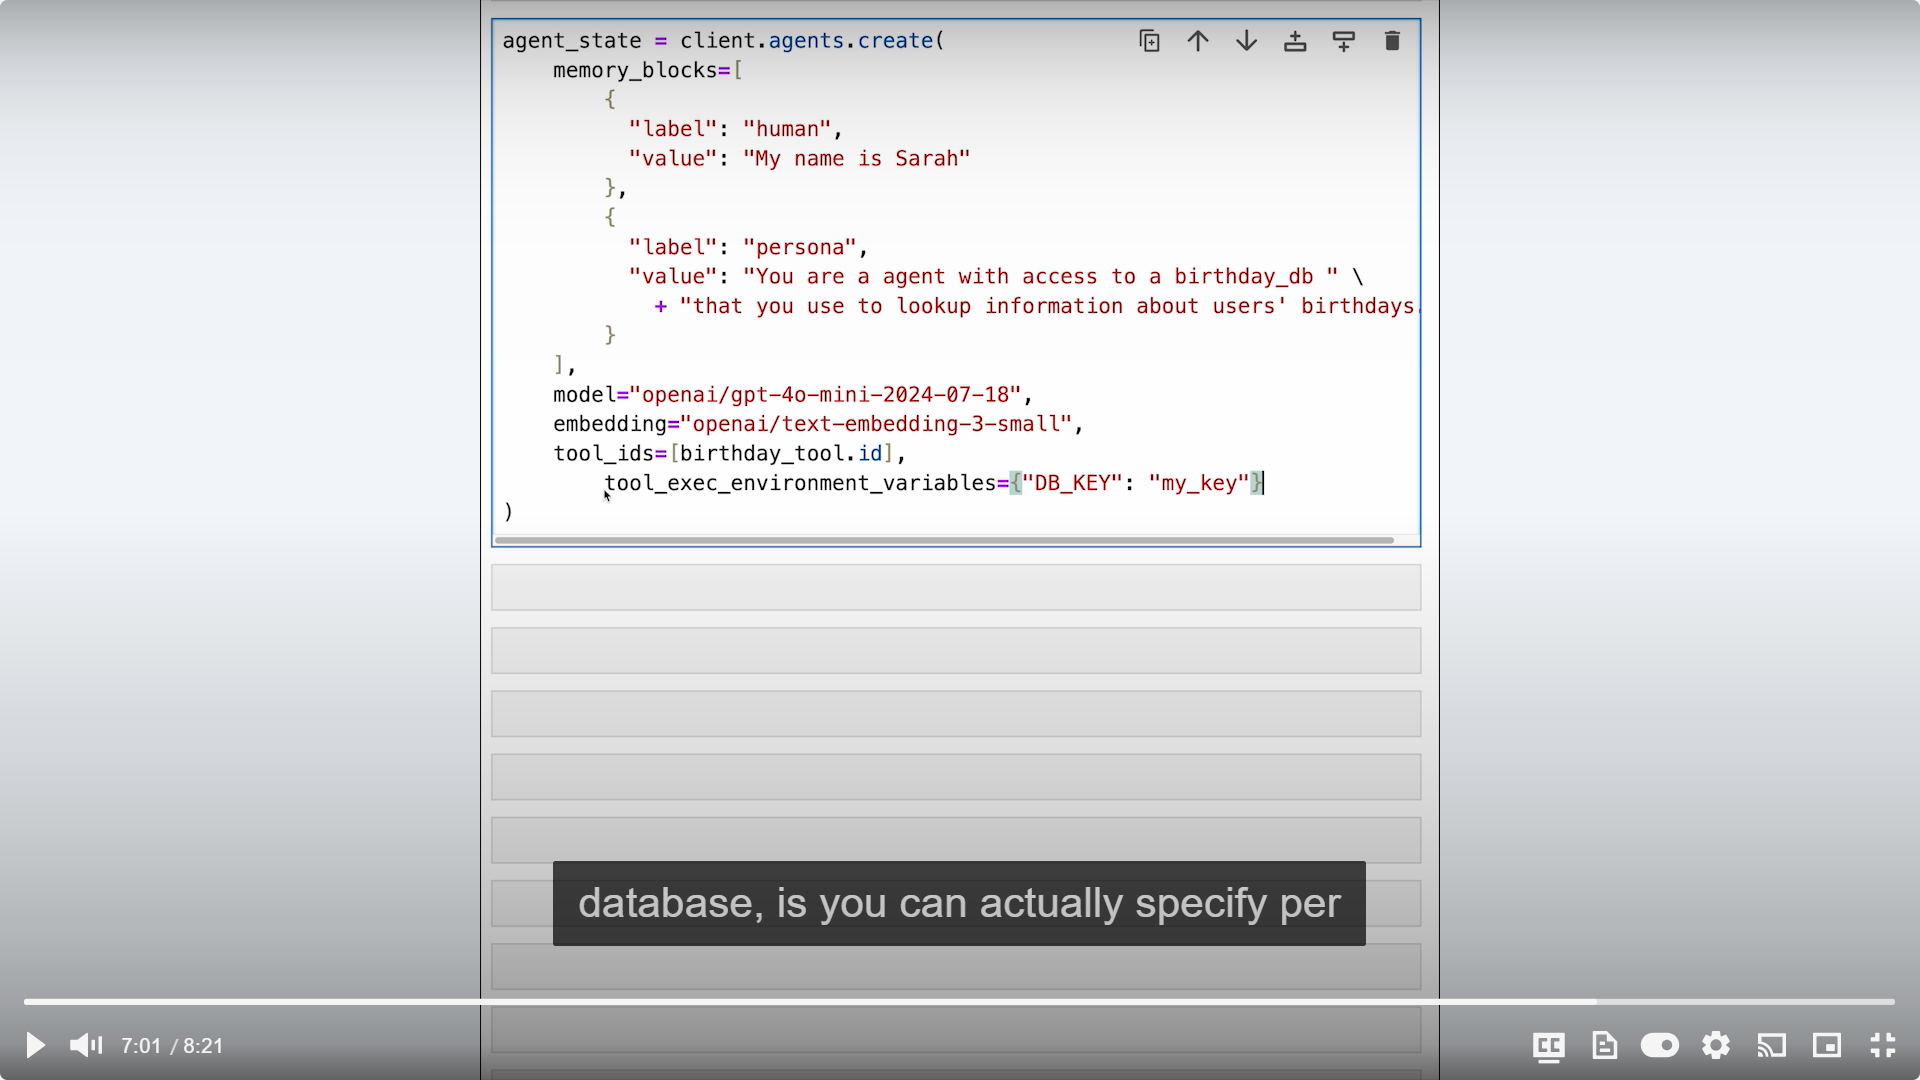 agent_state = client.agents.create(
memory_blocks=[
{
"label": "human",
"value": "My name is Sarah"
},
{
"label": "persona",
"value": "You are a agent with access to a birthday_db " \
+ "that you use to lookup information about users' birthdays.
}
],
model="openai/gpt-4o-mini-2024-07-18",
embedding="openai/text-embedding-3-small",
tool_ids=[birthday_tool.id],
tool_exec_environment_variables={"DB_KEY": "my_key"}
)
database, is you can actually specify per
7:01 / 8:21
CC